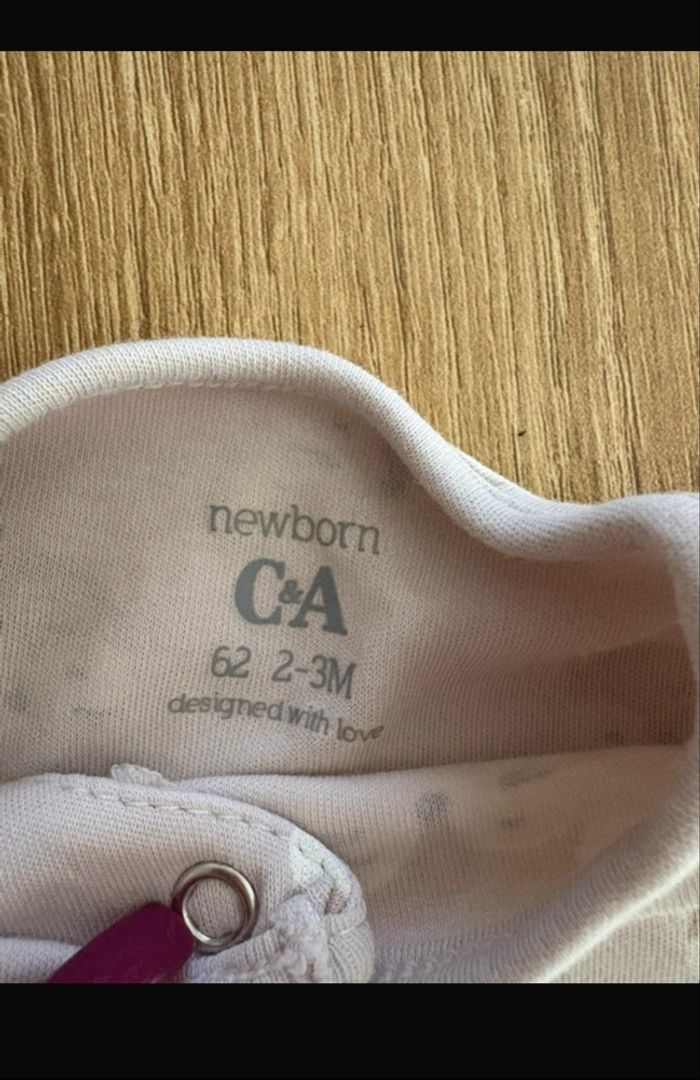 newborn
C&A
62 2-3M
designed with love